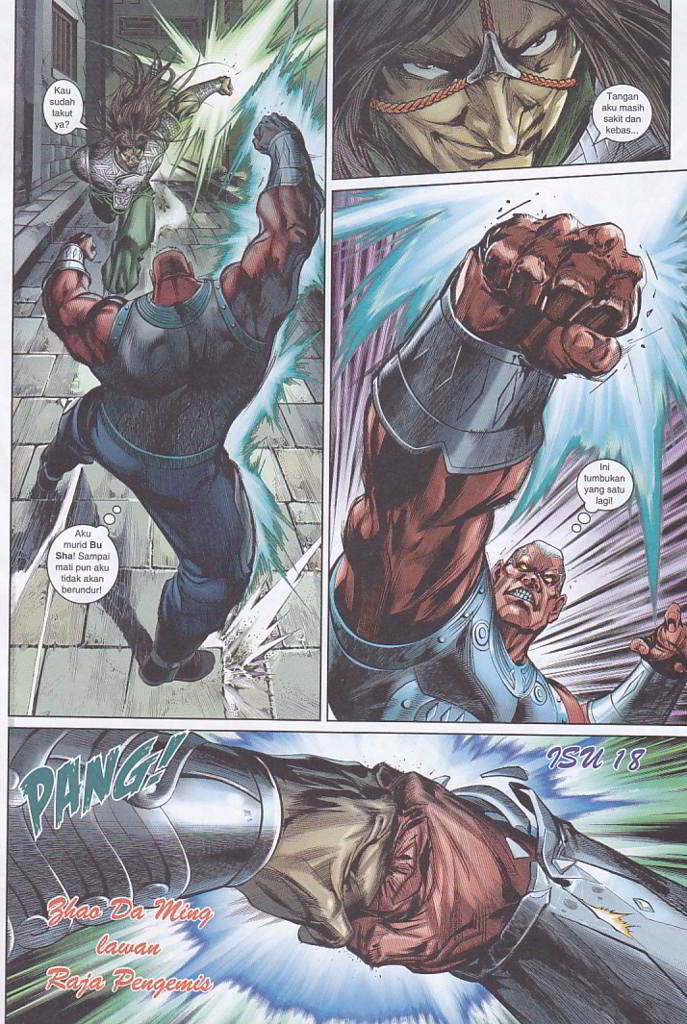 Kau
sudah
takut
ya?
Aku
murid Bu
Sha! Sampai
mati pun aku
tidak akan
berundur!
Tangan
aku masih
sakit dan
kebas...
Ini
tumbukan
yang satu
lagi!
PANG!
ISU 18
Zhao Da Ming
lawan
Raja Pengemis